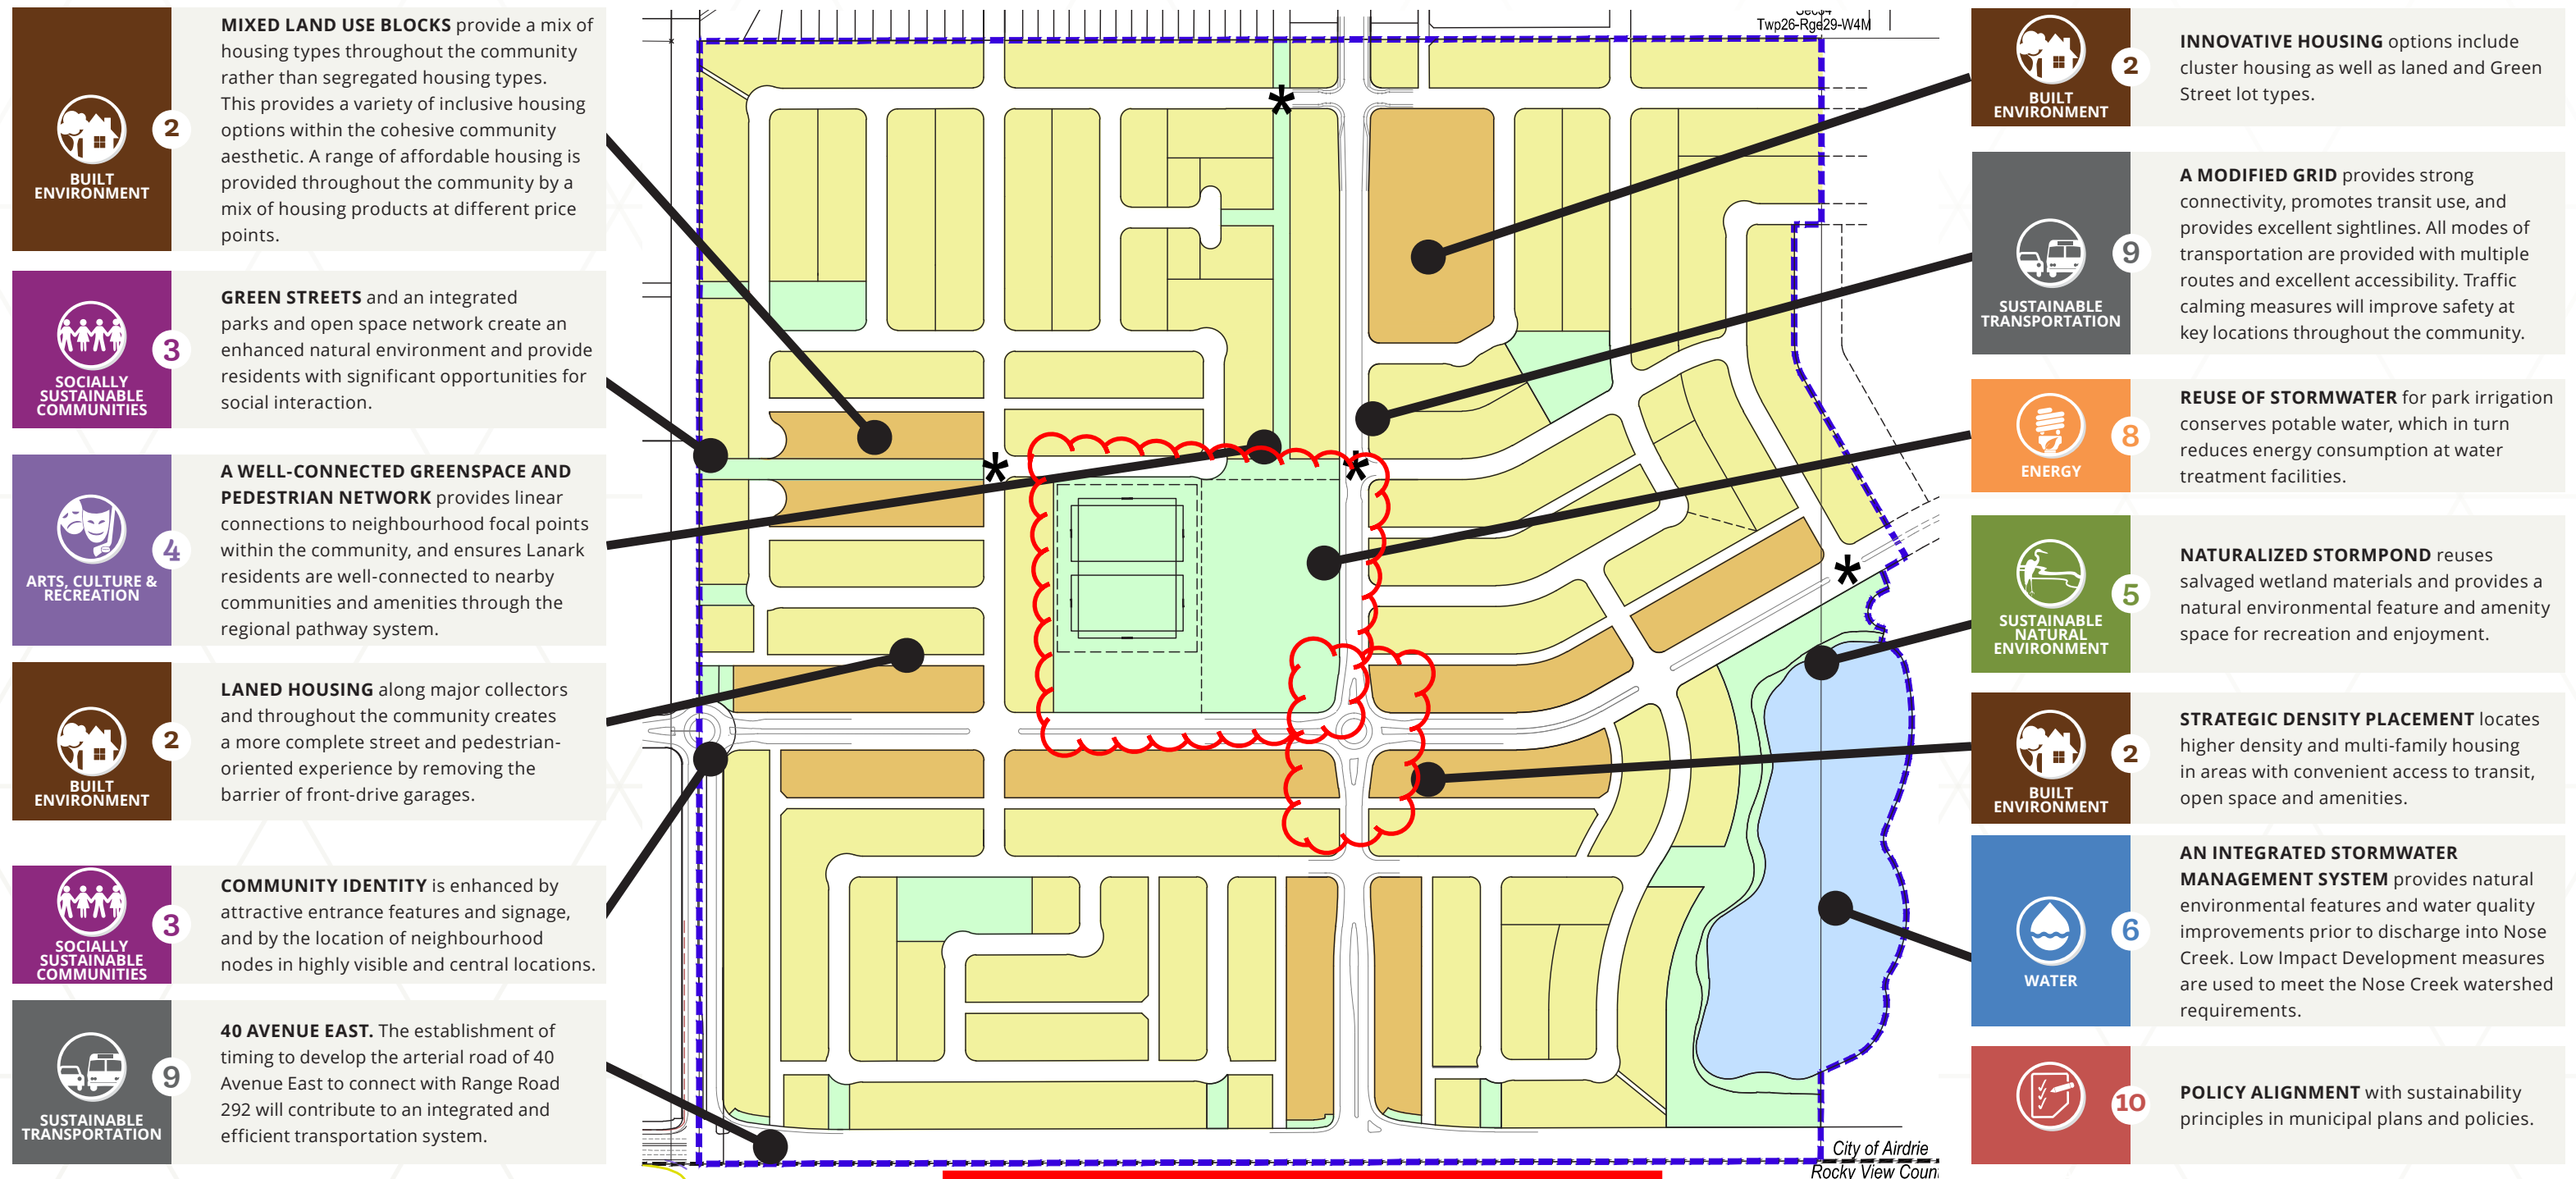 MIXED LAND USE BLOCKS provide a mix of
housing types throughout the community
rather than segregated housing types.
This provides a variety of inclusive housing
options within the cohesive community
aesthetic. A range of affordable housing is
provided throughout the community by a
mix of housing products at different price
points.
2
BUILT
ENVIRONMENT
GREEN STREETS and an integrated
parks and open space network create an
enhanced natural environment and provide
residents with significant opportunities for
social interaction.
3
SOCIALLY
SUSTAINABLE
COMMUNITIES
A WELL-CONNECTED GREENSPACE AND
PEDESTRIAN NETWORK provides linear
connections to neighbourhood focal points
within the community, and ensures Lanark
residents are well-connected to nearby
communities and amenities through the
regional pathway system.
4
ARTS, CULTURE &
RECREATION
LANED HOUSING along major collectors
and throughout the community creates
a more complete street and pedestrian-
oriented experience by removing the
barrier of front-drive garages.
2
BUILT
ENVIRONMENT
COMMUNITY IDENTITY is enhanced by
attractive entrance features and signage,
and by the location of neighbourhood
nodes in highly visible and central locations.
3
SOCIALLY
SUSTAINABLE
COMMUNITIES
40 AVENUE EAST. The establishment of
timing to develop the arterial road of 40
Avenue East to connect with Range Road
292 will contribute to an integrated and
efficient transportation system.
9
SUSTAINABLE
TRANSPORTATION
Twp26-Rge29-W4M
*
*
*
*
City of Airdrie
INNOVATIVE HOUSING options include
cluster housing as well as laned and Green
Street lot types.
2
BUILT
ENVIRONMENT
A MODIFIED GRID provides strong
connectivity, promotes transit use, and
provides excellent sightlines. All modes of
transportation are provided with multiple
routes and excellent accessibility. Traffic
calming measures will improve safety at
key locations throughout the community.
9
SUSTAINABLE
TRANSPORTATION
REUSE OF STORMWATER for park irrigation
conserves potable water, which in turn
reduces energy consumption at water
treatment facilities.
8
ENERGY
NATURALIZED STORMPOND reuses
salvaged wetland materials and provides a
natural environmental feature and amenity
space for recreation and enjoyment.
5
SUSTAINABLE
NATURAL
ENVIRONMENT
STRATEGIC DENSITY PLACEMENT locates
higher density and multi-family housing
in areas with convenient access to transit,
open space and amenities.
2
BUILT
ENVIRONMENT
AN INTEGRATED STORMWATER
MANAGEMENT SYSTEM provides natural
environmental features and water quality
improvements prior to discharge into Nose
Creek. Low Impact Development measures
are used to meet the Nose Creek watershed
requirements.
6
WATER
POLICY ALIGNMENT with sustainability
principles in municipal plans and policies.
10
Rocky View